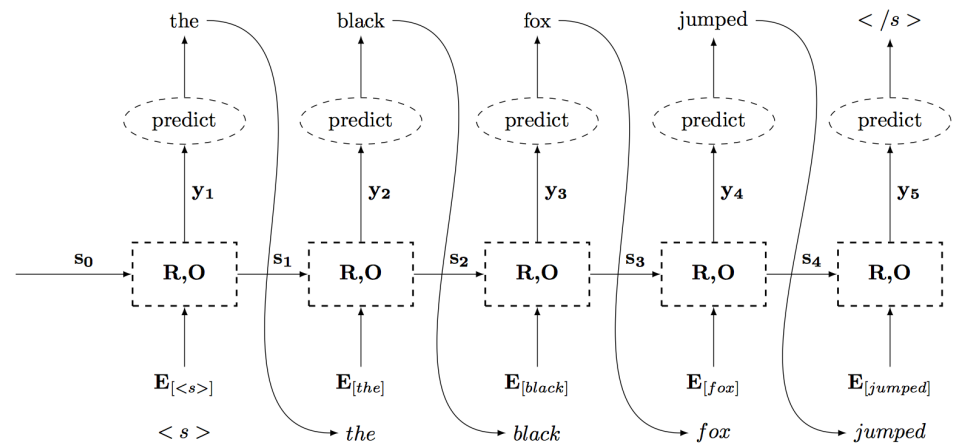 the black fox jumped < /s >
predict predict predict predict predict
y1 y2 y3 y4 y5
s0 R,O s1 R,O s2 R,O s3 R,O s4 R,O
E[<s>] E[the] E[black] E[fox] E[jumped]
< s > the black fox jumped